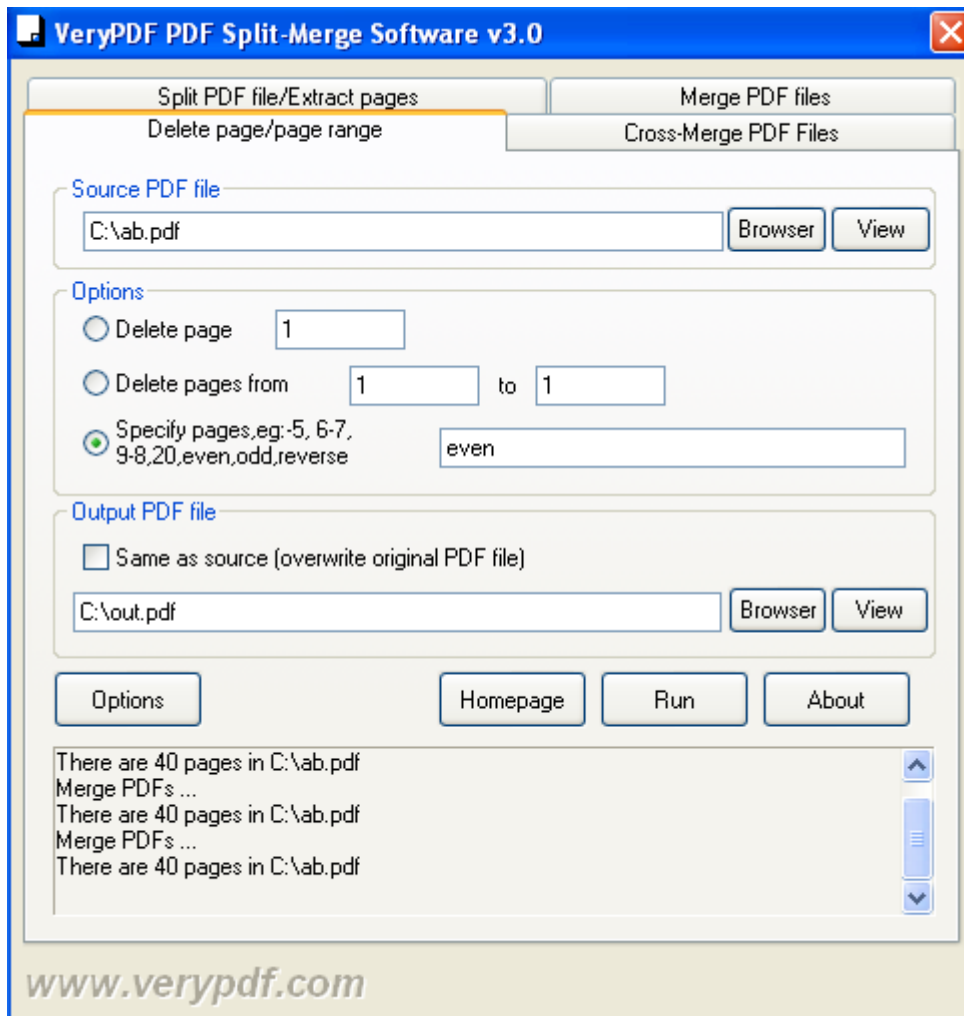 VeryPDF PDF Split-Merge Software v3.0
Split PDF file/Extract pages
Merge PDF files
Delete page/page range
Cross-Merge PDF Files
Source PDF file
C:\ab.pdf
Browser
View
Options
Delete page
1
Delete pages from
1
to
1
Specify pages,eg:-5, 6-7,
9-8,20,even,odd,reverse
even
Output PDF file
Same as source (overwrite original PDF file)
C:\out.pdf
Browser
View
Options
Homepage
Run
About
There are 40 pages in C:\ab.pdf
Merge PDFs ...
There are 40 pages in C:\ab.pdf
Merge PDFs ...
There are 40 pages in C:\ab.pdf
www.verypdf.com